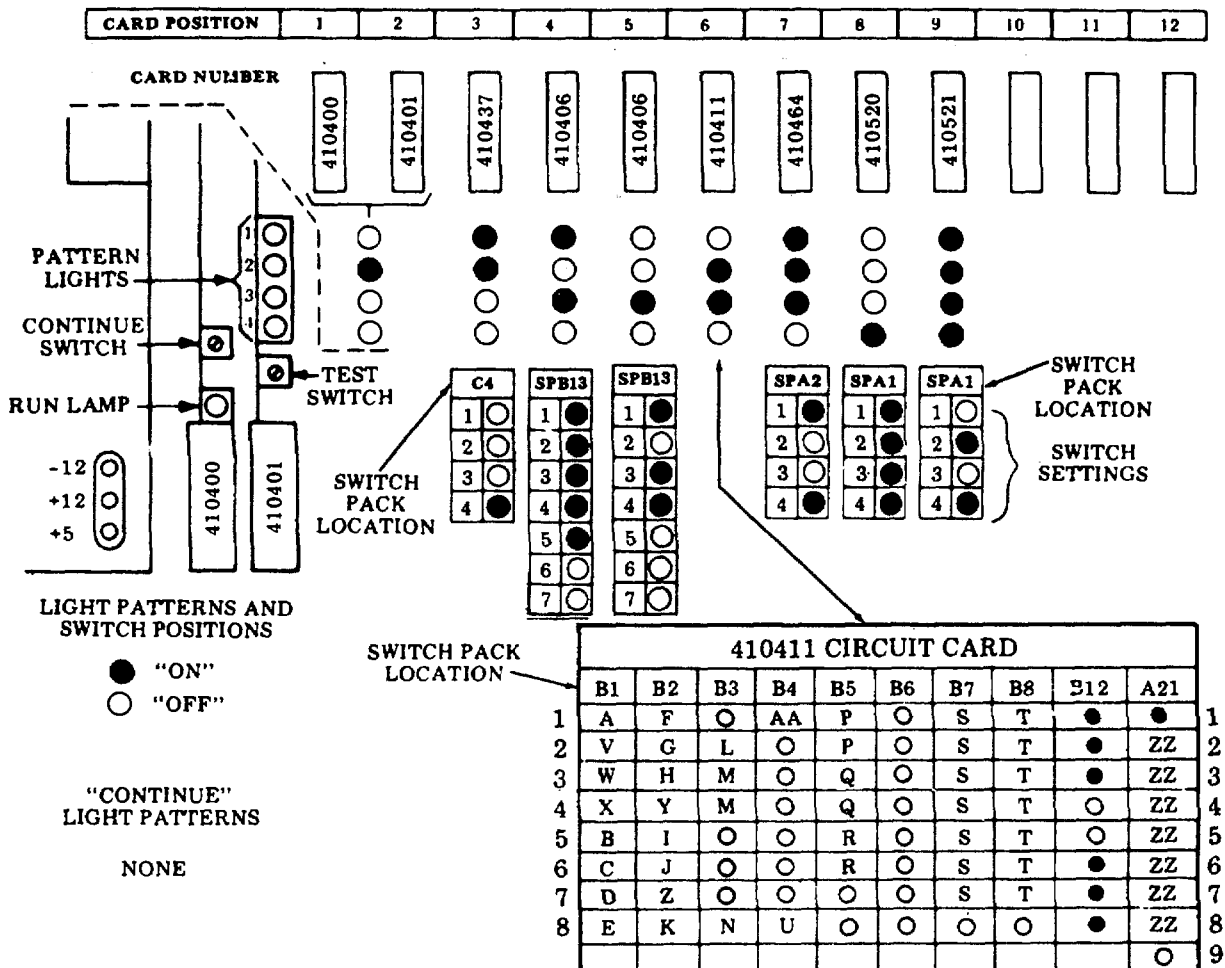 CARD POSITION 1 2 3 4 5 6 7 8 9 10 11 12
CARD NUMBER
410400 410401 410437 410406 410406 410411 410464 410520 410521
PATTERN LIGHTS
1
2
3
4
CONTINUE SWITCH
TEST SWITCH
RUN LAMP
-12
+12
+5
410400 410401
SWITCH PACK LOCATION
C4
1
2
3
4
SPB13
1
2
3
4
5
6
7
SPB13
1
2
3
4
5
6
7
SPA2
1
2
3
4
SPA1
1
2
3
4
SPA1
1
2
3
4
SWITCH PACK LOCATION
SWITCH SETTINGS
LIGHT PATTERNS AND
SWITCH POSITIONS
"ON"
"OFF"
"CONTINUE"
LIGHT PATTERNS
NONE
SWITCH PACK
LOCATION
410411 CIRCUIT CARD
B1 B2 B3 B4 B5 B6 B7 B8 B12 A21
1 A F AA P S T 1
2 V G L P S T ZZ 2
3 W H M Q S T ZZ 3
4 X Y M Q S T ZZ 4
5 B I R S T ZZ 5
6 C J R S T ZZ 6
7 D Z S T ZZ 7
8 E K N U ZZ 8
9